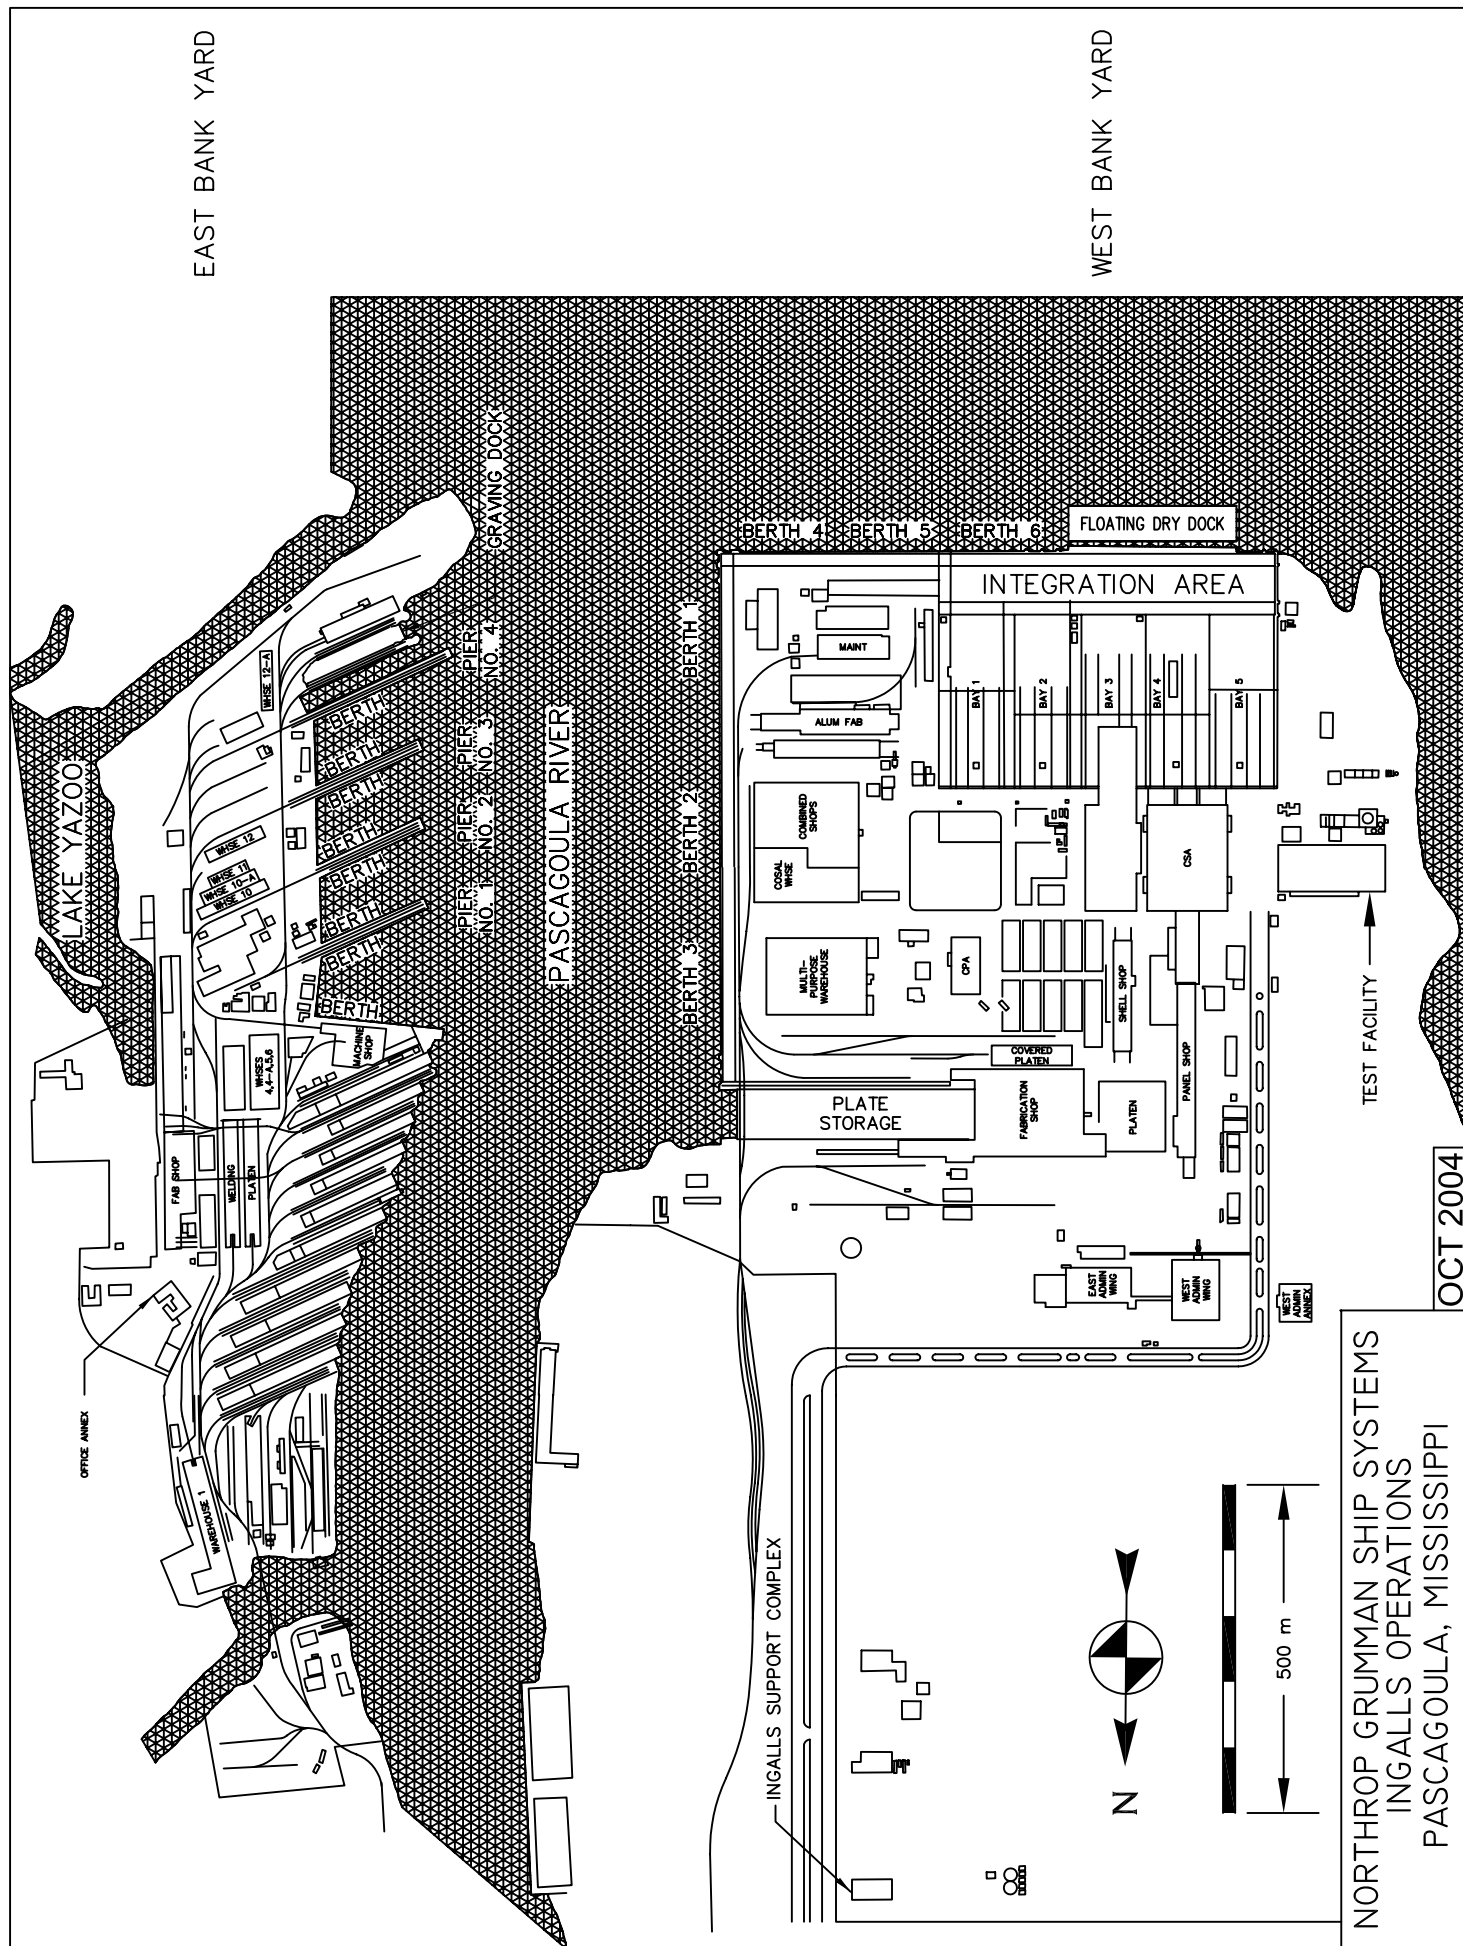 EAST BANK YARD
WEST BANK YARD
LAKE YAZOO
WHSE 12-A
WHSE 12
WHSE 11
WHSE 10-A
WHSE 10
BERTH
BERTH
BERTH
BERTH
BERTH
BERTH
BERTH
BERTH
GRAVING DOCK
PIER
NO. 4
PIER
NO. 3
PIER
NO. 2
PIER
NO. 1
PASCAGOULA RIVER
MACHINE
SHOP
WHSES
4,4-A,5,6
FAB SHOP
WELDING
PLATEN
OFFICE ANNEX
WAREHOUSE 1
BERTH 1
BERTH 2
BERTH 3
BERTH 4
BERTH 5
BERTH 6
FLOATING DRY DOCK
INTEGRATION AREA
MAINT
ALUM FAB
BAY 1
BAY 2
BAY 3
BAY 4
BAY 5
COMBINED
SHOPS
COSAL
WHSE
CSA
MULTI-
PURPOSE
WAREHOUSE
CPA
SHELL SHOP
COVERED
PLATEN
PANEL SHOP
PLATE
STORAGE
FABRICATION
SHOP
PLATEN
TEST FACILITY
EAST
ADMIN
WING
WEST
ADMIN
WING
WEST
ADMIN
ANNEX
INGALLS SUPPORT COMPLEX
N
500 m
OCT 2004
NORTHROP GRUMMAN SHIP SYSTEMS
INGALLS OPERATIONS
PASCAGOULA, MISSISSIPPI